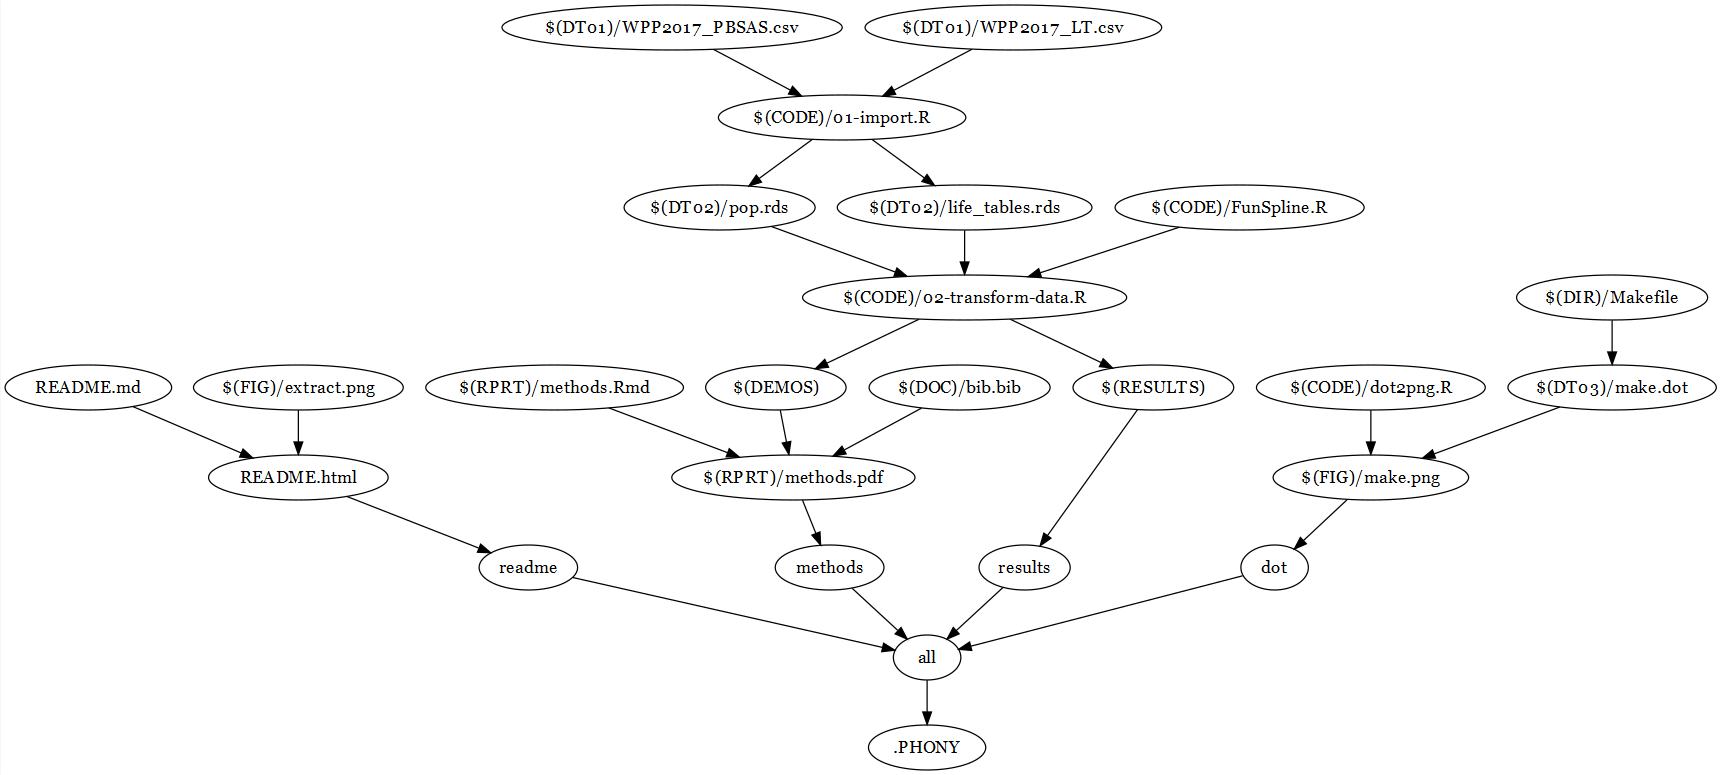 $(DT01)/WPP2017_PBSAS.csv
$(DT01)/WPP2017_LT.csv
$(CODE)/01-import.R
$(DT02)/pop.rds
$(DT02)/life_tables.rds
$(CODE)/FunSpline.R
$(CODE)/02-transform-data.R
$(DIR)/Makefile
README.md
$(FIG)/extract.png
$(RPRT)/methods.Rmd
$(DEMOS)
$(DOC)/bib.bib
$(RESULTS)
$(CODE)/dot2png.R
$(DT03)/make.dot
README.html
$(RPRT)/methods.pdf
$(FIG)/make.png
readme
methods
results
dot
all
.PHONY